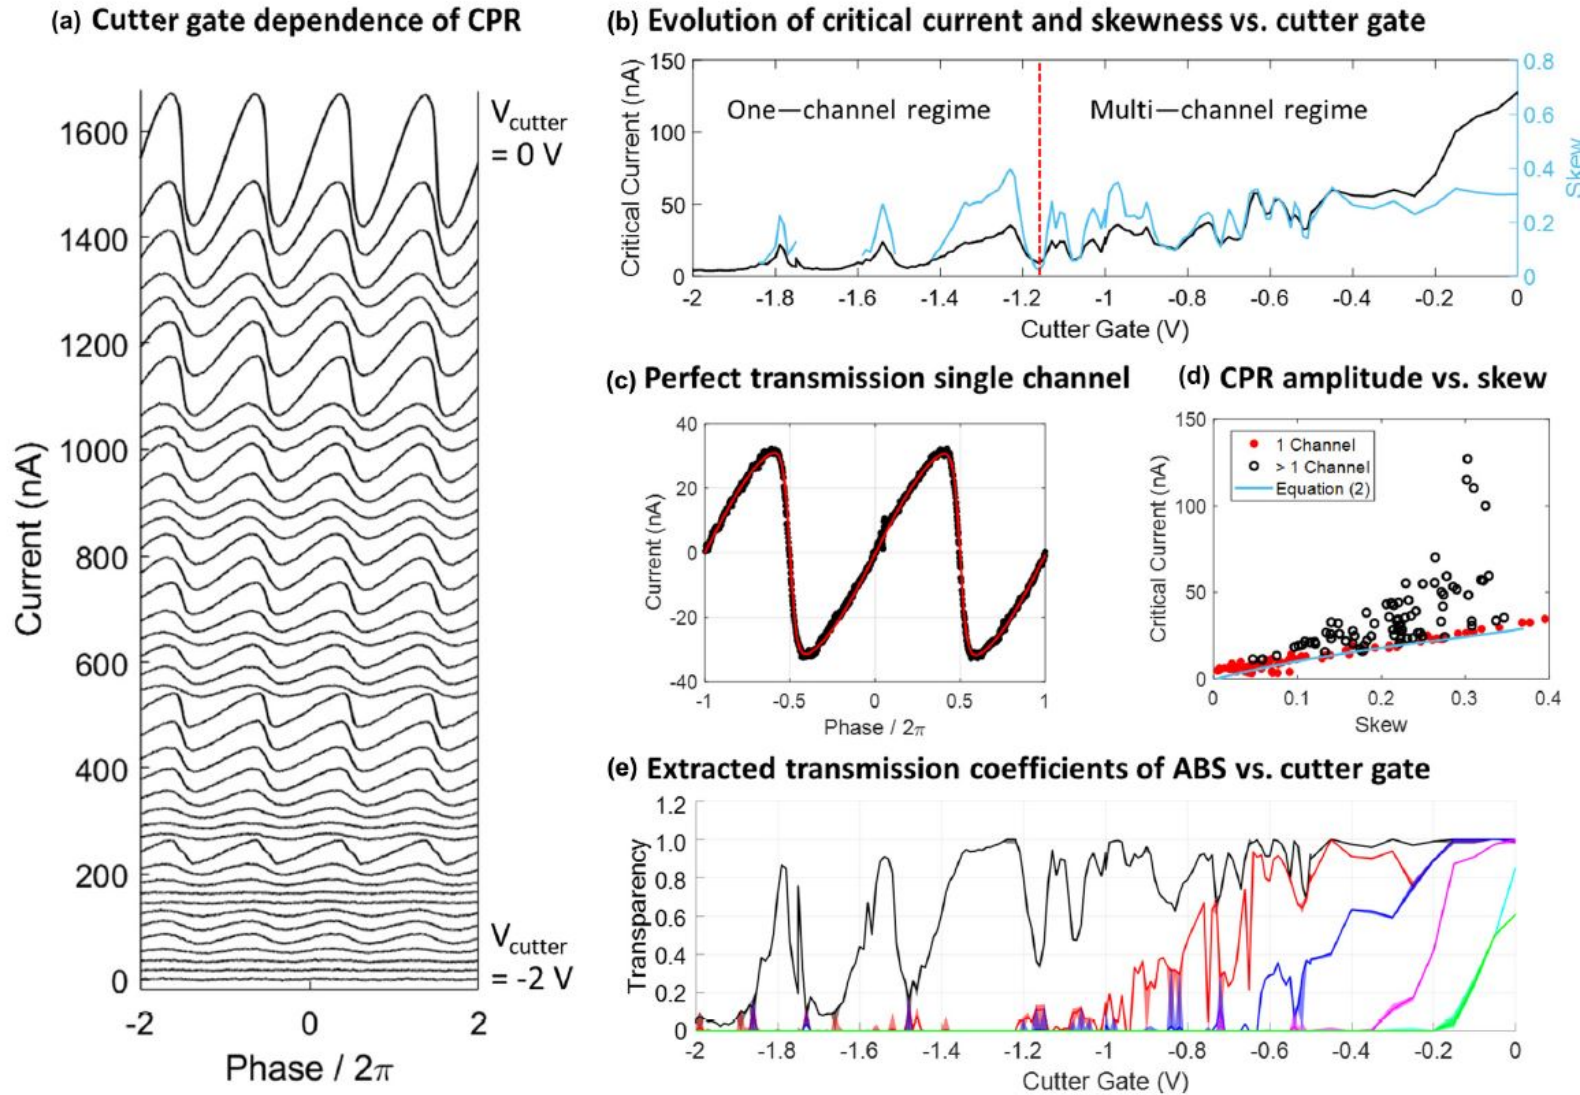 (a) Cutter gate dependence of CPR
1600
1400
1200
1000
800
600
400
200
0
Current (nA)
-2
0
2
Phase / 2π
V_cutter
= 0 V
V_cutter
= -2 V
(b) Evolution of critical current and skewness vs. cutter gate
150
100
50
0
Critical Current (nA)
One—channel regime
Multi—channel regime
0.8
0.6
0.4
0.2
0
Skew
-2
-1.8
-1.6
-1.4
-1.2
-1
-0.8
-0.6
-0.4
-0.2
0
Cutter Gate (V)
(c) Perfect transmission single channel
40
20
0
-20
-40
Current (nA)
-1
-0.5
0
0.5
1
Phase / 2π
(d) CPR amplitude vs. skew
150
100
50
0
Critical Current (nA)
1 Channel
> 1 Channel
Equation (2)
0
0.1
0.2
0.3
0.4
Skew
(e) Extracted transmission coefficients of ABS vs. cutter gate
1.2
1.0
0.8
0.6
0.4
0.2
0
Transparency
-2
-1.8
-1.6
-1.4
-1.2
-1
-0.8
-0.6
-0.4
-0.2
0
Cutter Gate (V)